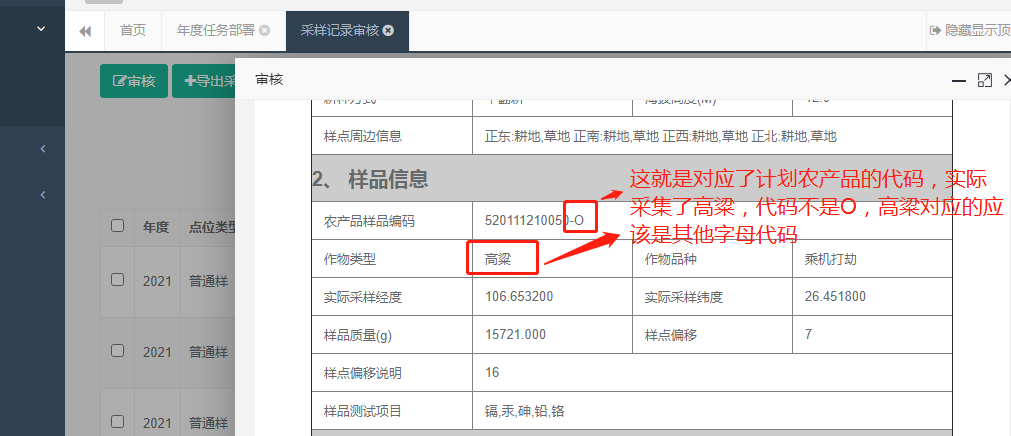 首页
年度任务部署
采样记录审核
隐藏显示顶
审核
导出采
审核
样点周边信息
正东:耕地,草地 正南:耕地,草地 正西:耕地,草地 正北:耕地,草地
2、 样品信息
这就是对应了计划农产品的代码，实际
采集了高粱，代码不是O，高粱对应的应
该是其他字母代码
农产品样品编码
520111210050-O
年度
点位类型
作物类型
高粱
作物品种
乘机打劫
2021
普通样
实际采样经度
106.653200
实际采样纬度
26.451800
样品质量(g)
15721.000
样点偏移
7
2021
普通样
样点偏移说明
16
样品测试项目
镉,汞,砷,铅,铬
2021
普通样